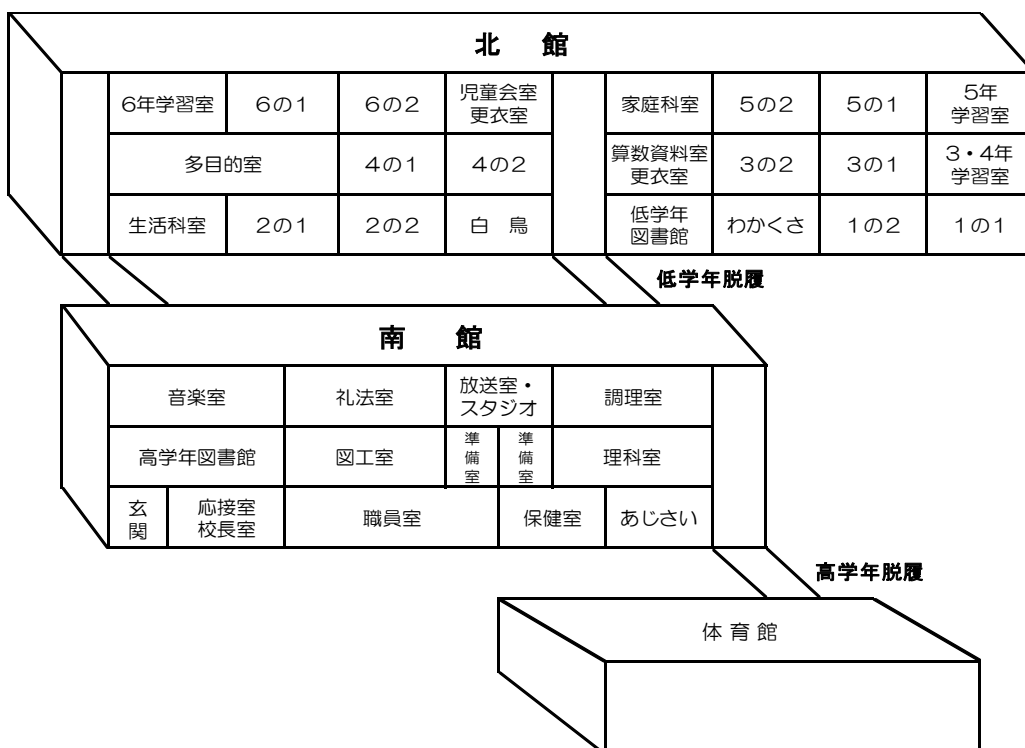 北　館
6年学習室
6の1
6の2
児童会室
更衣室
家庭科室
5の2
5の1
5年
学習室
多目的室
4の1
4の2
算数資料室
更衣室
3の2
3の1
3・4年
学習室
生活科室
2の1
2の2
白　鳥
低学年
図書館
わかくさ
1の2
1の1
低学年脱履
南　館
音楽室
礼法室
放送室・
スタジオ
調理室
高学年図書館
図工室
準
備
室
準
備
室
理科室
玄
関
応接室
校長室
職員室
保健室
あじさい
高学年脱履
体 育 館